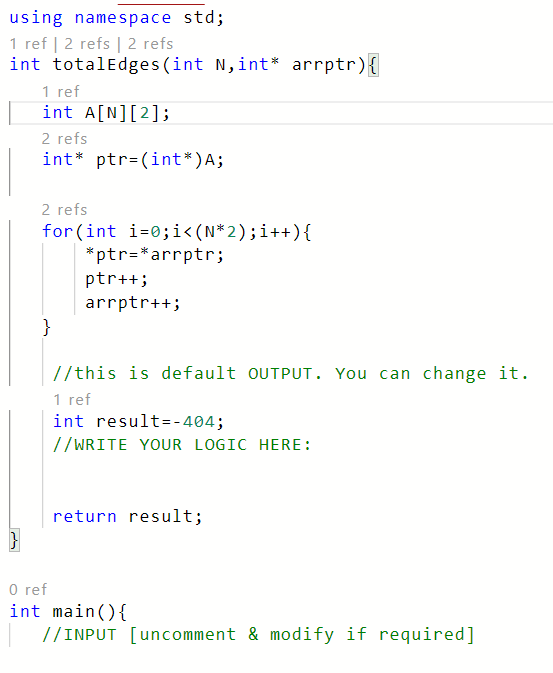 using namespace std;
1 ref | 2 refs | 2 refs
int totalEdges(int N,int* arrptr){
1 ref
int A[N][2];
2 refs
int* ptr=(int*)A;
2 refs
for(int i=0;i<(N*2);i++){
*ptr=*arrptr;
ptr++;
arrptr++;
}
//this is default OUTPUT. You can change it.
1 ref
int result=-404;
//WRITE YOUR LOGIC HERE:
return result;
}
0 ref
int main(){
//INPUT [uncomment & modify if required]